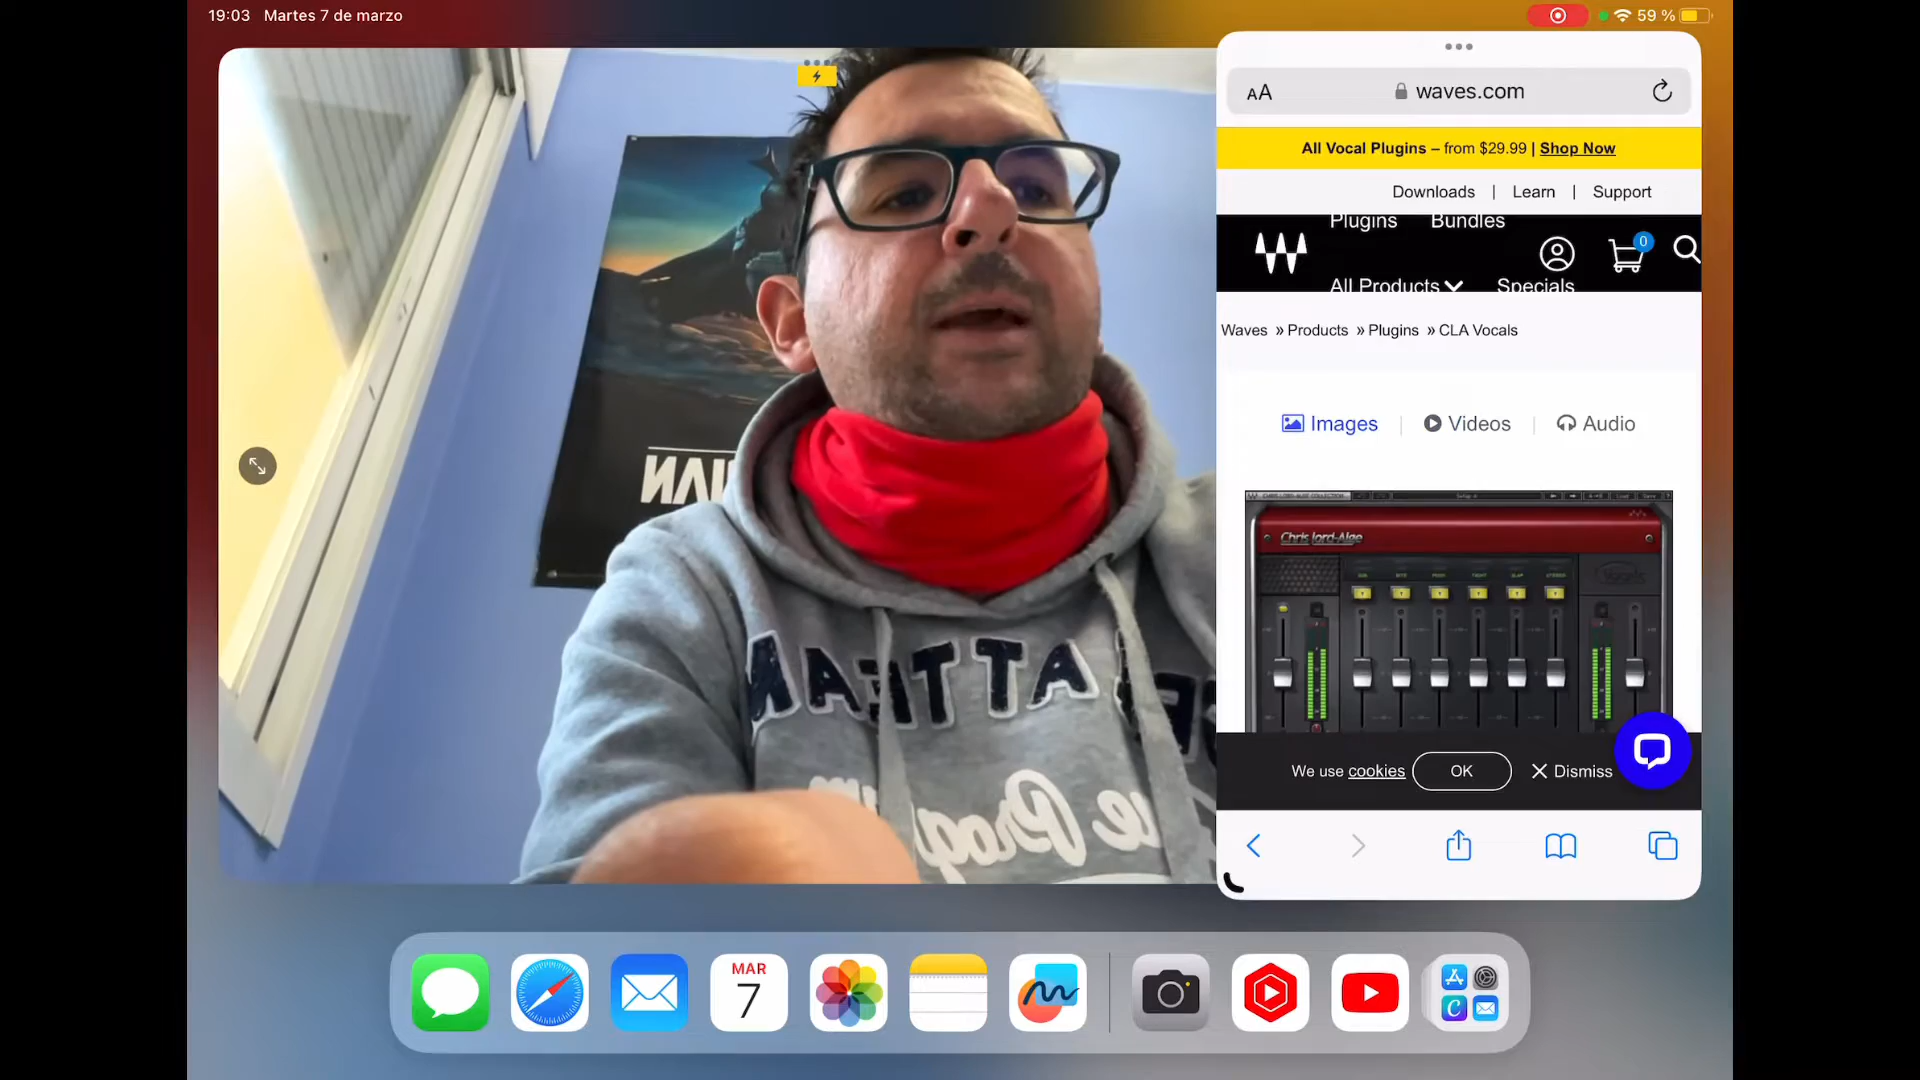 19:03 Martes 7 de marzo
59 %
AA waves.com
All Vocal Plugins – from $29.99 | Shop Now
Downloads | Learn | Support
Plugins Bundles
0
All Products Specials
Waves » Products » Plugins » CLA Vocals
Images | Videos | Audio
Chris Lord-Alge
We use cookies OK Dismiss
MAR
7